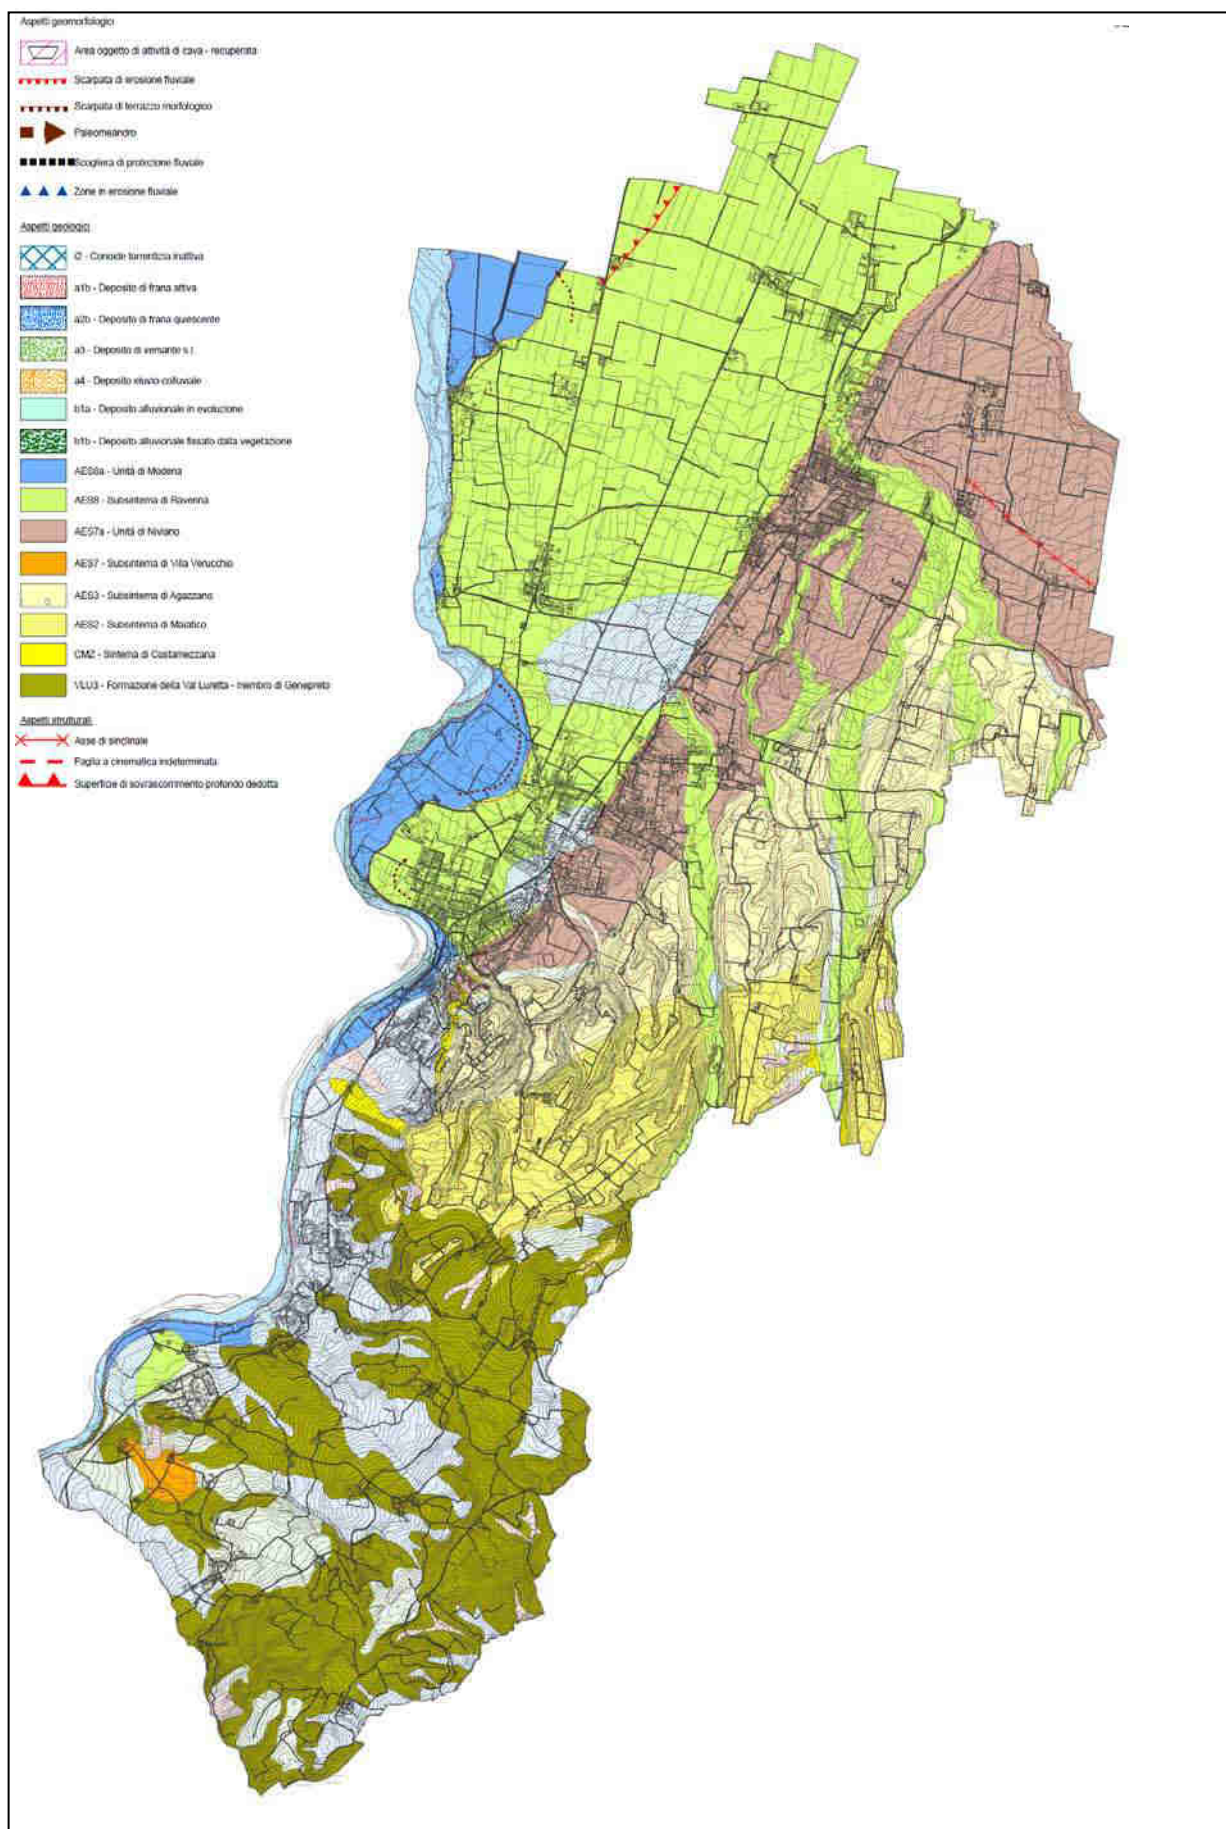 Aspetti geomorfologici
Area oggetto di attività di cava - recuperata
Scarpata di erosione fluviale
Scarpata di terrazzo morfologico
Paleomeandro
Scogliera di protezione fluviale
Zone in erosione fluviale
Aspetti geologici
i2 - Conoide torrentizia inattiva
a1b - Deposito di frana attiva
a2b - Deposito di frana quiescente
a3 - Deposito di versante s.l.
a4 - Deposito eluvio colluviale
b1a - Deposito alluvionale in evoluzione
b1b - Deposito alluvionale fissato dalla vegetazione
AES8a - Unità di Modena
AES8 - Subsintema di Ravenna
AES7a - Unità di Niviano
AES7 - Subsintema di Villa Verucchio
AES3 - Subsintema di Agazzano
AES2 - Subsintema di Maiatico
CMZ - Sintema di Costamezzana
VLU3 - Formazione della Val Luretta - membro di Genepreto
Aspetti strutturali
Asse di sinclinale
Faglia a cinematica indeterminata
Superficie di sovrascorrimento profondo dedotta